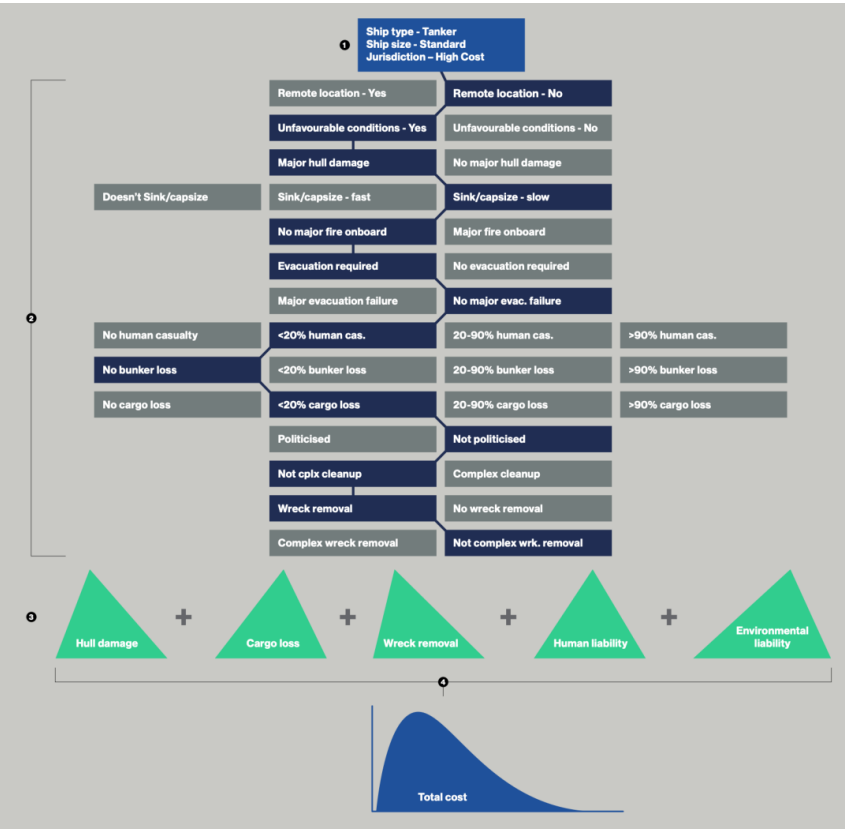 1
Ship type - Tanker
Ship size - Standard
Jurisdiction – High Cost
2
Remote location - Yes
Remote location - No
Unfavourable conditions - Yes
Unfavourable conditions - No
Major hull damage
No major hull damage
Doesn't Sink/capsize
Sink/capsize - fast
Sink/capsize - slow
No major fire onboard
Major fire onboard
Evacuation required
No evacuation required
Major evacuation failure
No major evac. failure
No human casualty
<20% human cas.
20-90% human cas.
>90% human cas.
No bunker loss
<20% bunker loss
20-90% bunker loss
>90% bunker loss
No cargo loss
<20% cargo loss
20-90% cargo loss
>90% cargo loss
Politicised
Not politicised
Not cplx cleanup
Complex cleanup
Wreck removal
No wreck removal
Complex wreck removal
Not complex wrk. removal
3
Hull damage
+
Cargo loss
+
Wreck removal
+
Human liability
+
Environmental
liability
4
Total cost